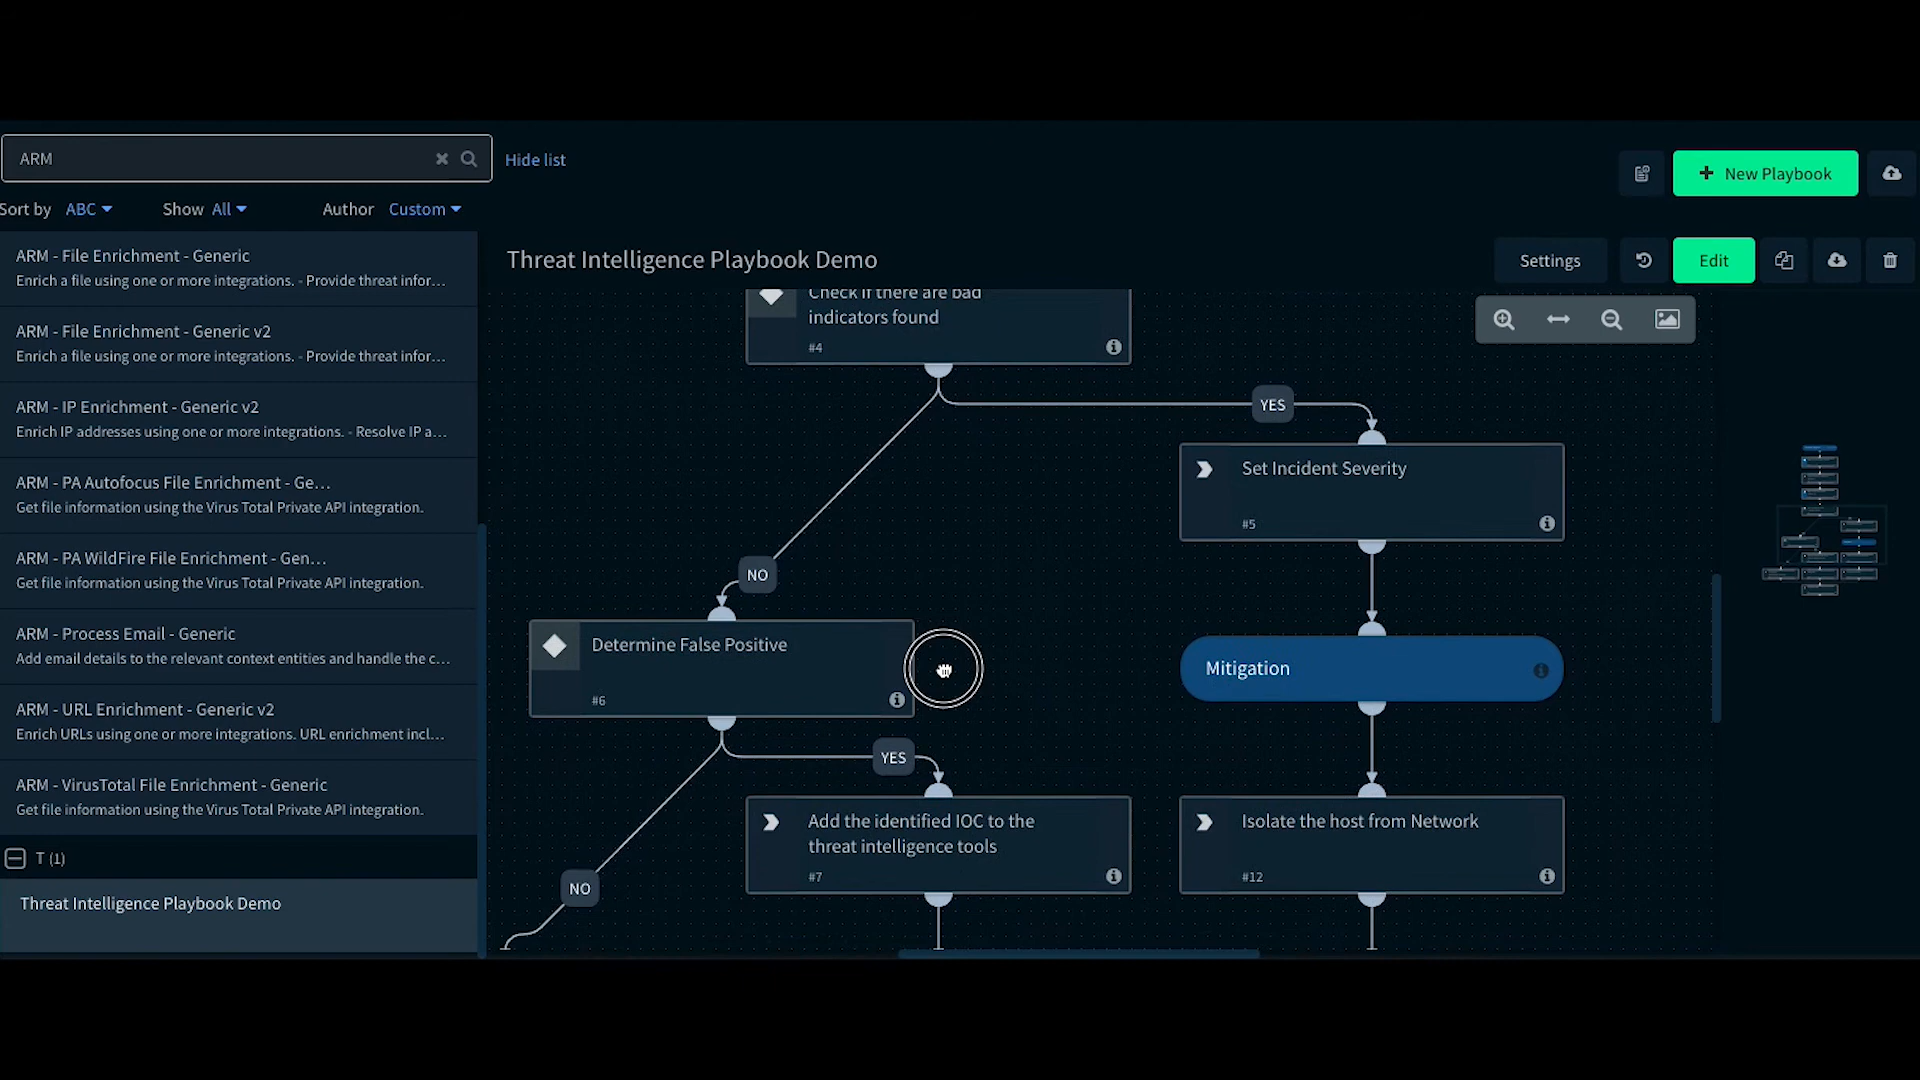 ARM
Hide list
New Playbook
Sort by ABC Show All Author Custom
ARM - File Enrichment - Generic
Enrich a file using one or more integrations. - Provide threat infor...
ARM - File Enrichment - Generic v2
Enrich a file using one or more integrations. - Provide threat infor...
ARM - IP Enrichment - Generic v2
Enrich IP addresses using one or more integrations. - Resolve IP a...
ARM - PA Autofocus File Enrichment - Ge...
Get file information using the Virus Total Private API integration.
ARM - PA WildFire File Enrichment - Gen...
Get file information using the Virus Total Private API integration.
ARM - Process Email - Generic
Add email details to the relevant context entities and handle the c...
ARM - URL Enrichment - Generic v2
Enrich URLs using one or more integrations. URL enrichment incl...
ARM - VirusTotal File Enrichment - Generic
Get file information using the Virus Total Private API integration.
T (1)
Threat Intelligence Playbook Demo
Threat Intelligence Playbook Demo
Settings
Edit
Check if there are bad
indicators found
#4
YES
Set Incident Severity
#5
NO
Determine False Positive
#6
Mitigation
YES
Add the identified IOC to the
threat intelligence tools
#7
Isolate the host from Network
#12
NO